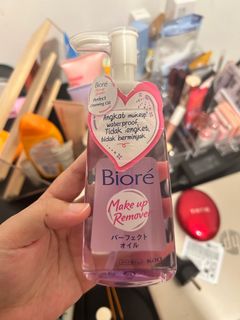 Bioré
Perfect
Cleansing Oil
Angkat makeup
waterproof,
Tidak lengket,
tidak berminyak.
Bioré
Make up
Remover
パーフェクト
オイル